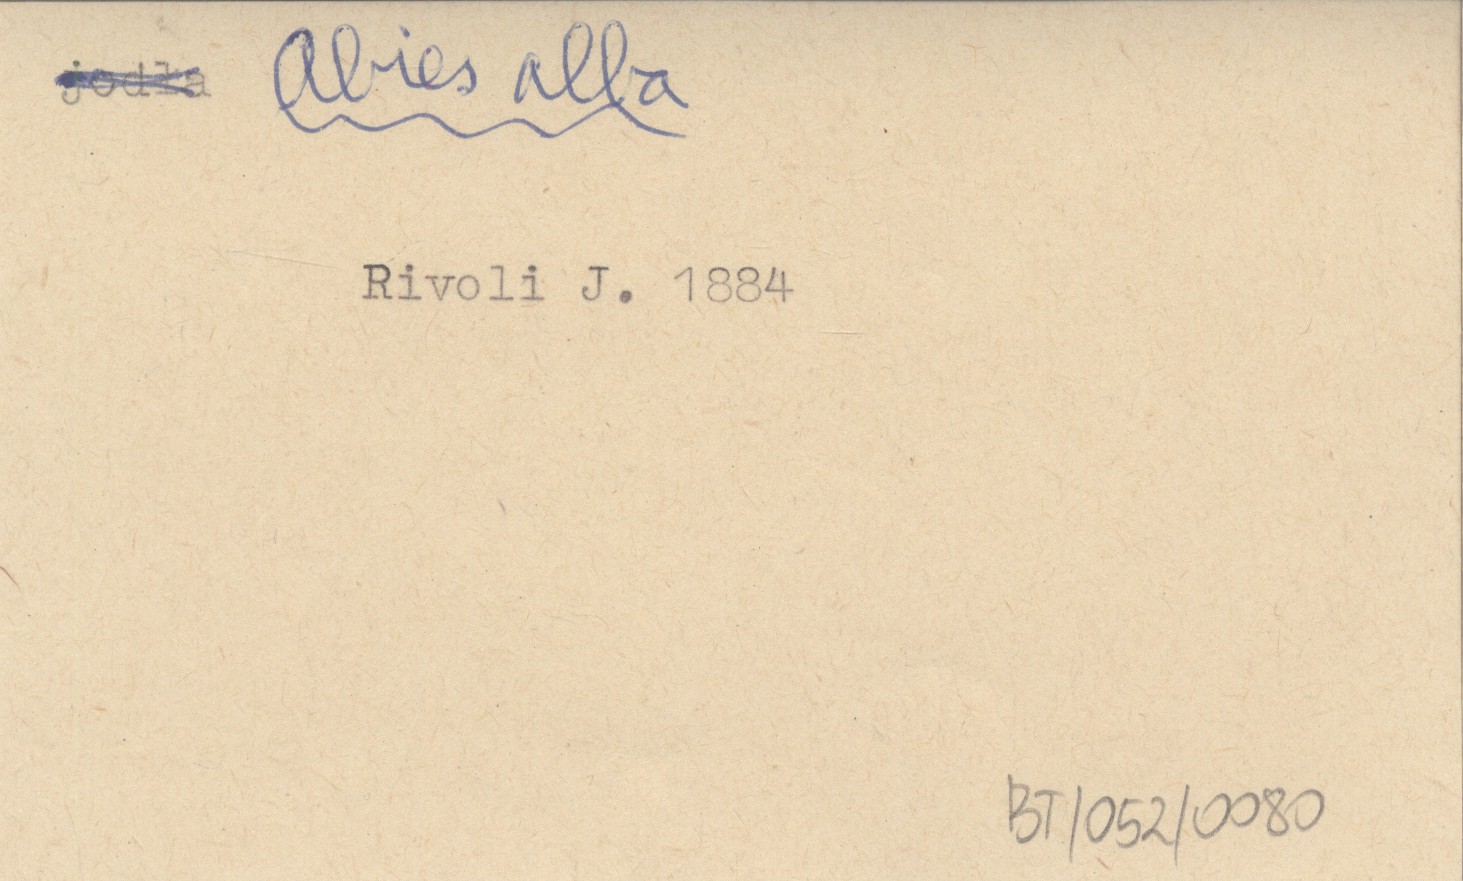 jodła Abies alba
Rivoli J. 1884
BT/052/0080